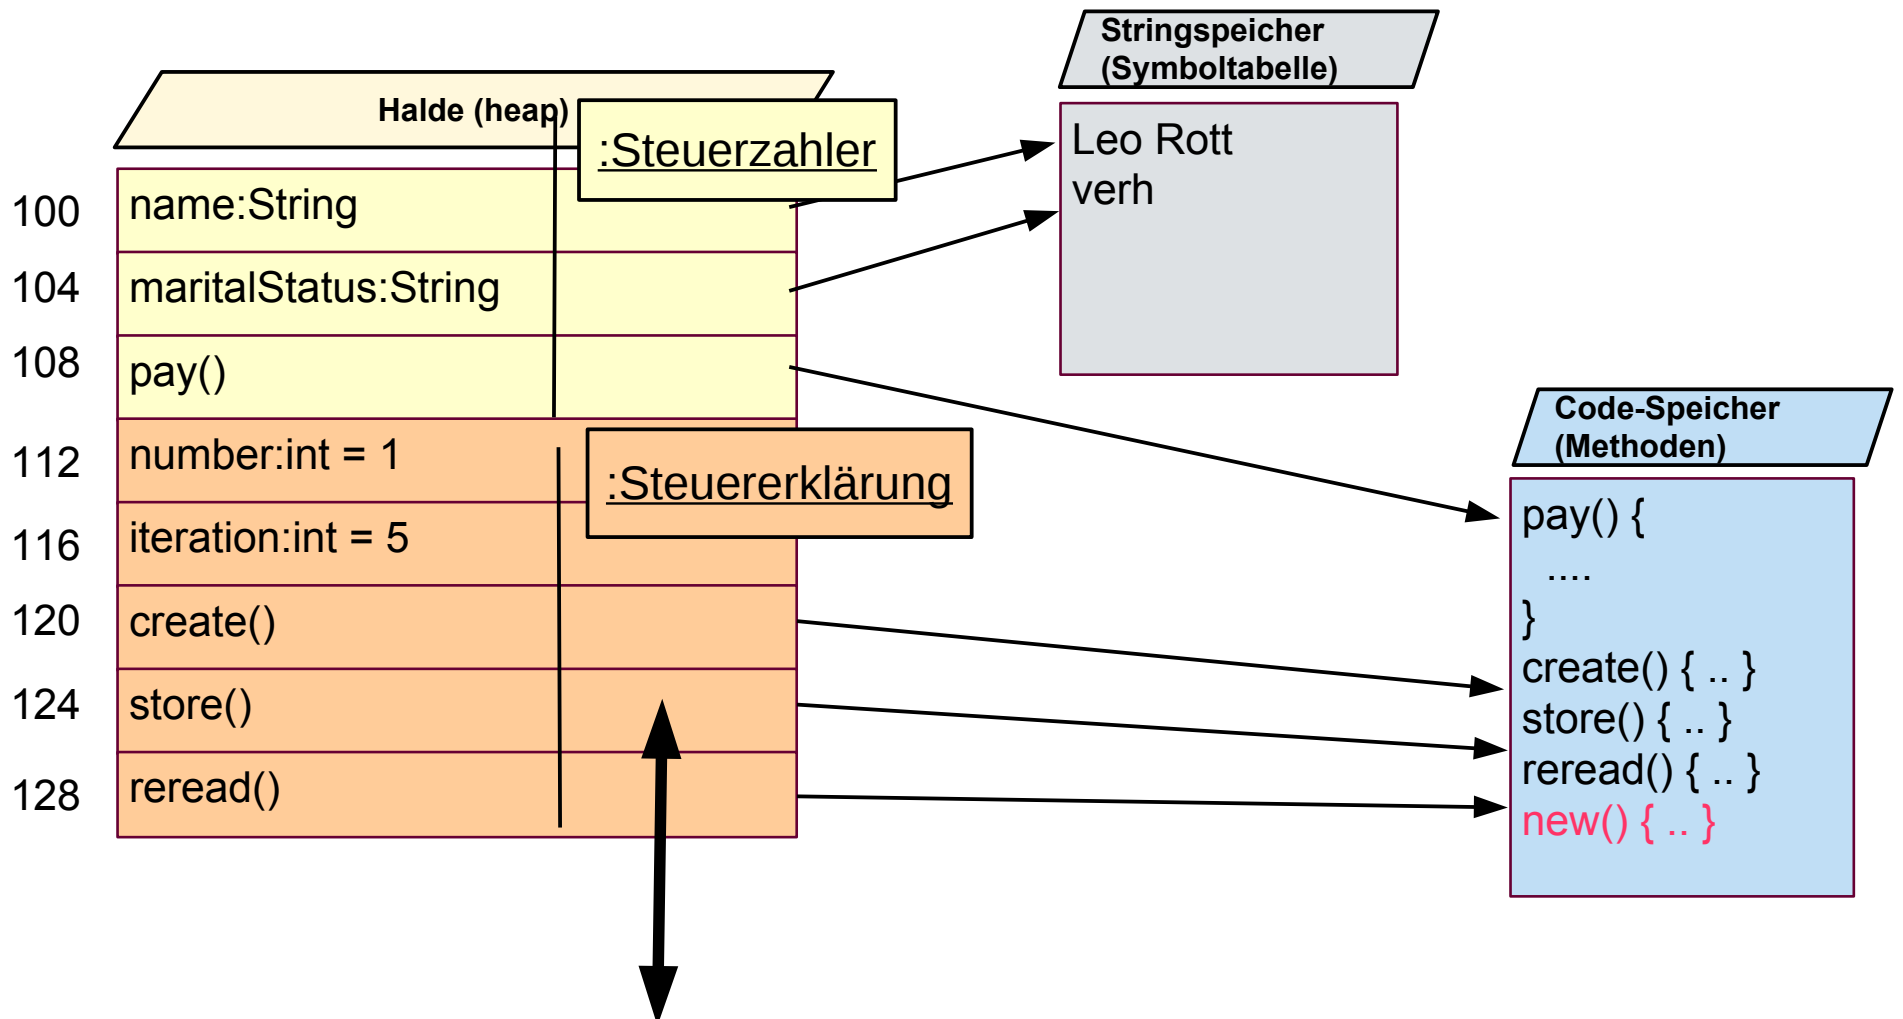 Stringspeicher
(Symboltabelle)
Halde (heap)
:Steuerzahler
Leo Rott
verh
100
name:String
104
maritalStatus:String
108
pay()
Code-Speicher
(Methoden)
112
number:int = 1
:Steuererklärung
116
iteration:int = 5
pay() {
....
}
120
create()
create() { .. }
124
store()
store() { .. }
128
reread()
reread() { .. }
new() { .. }